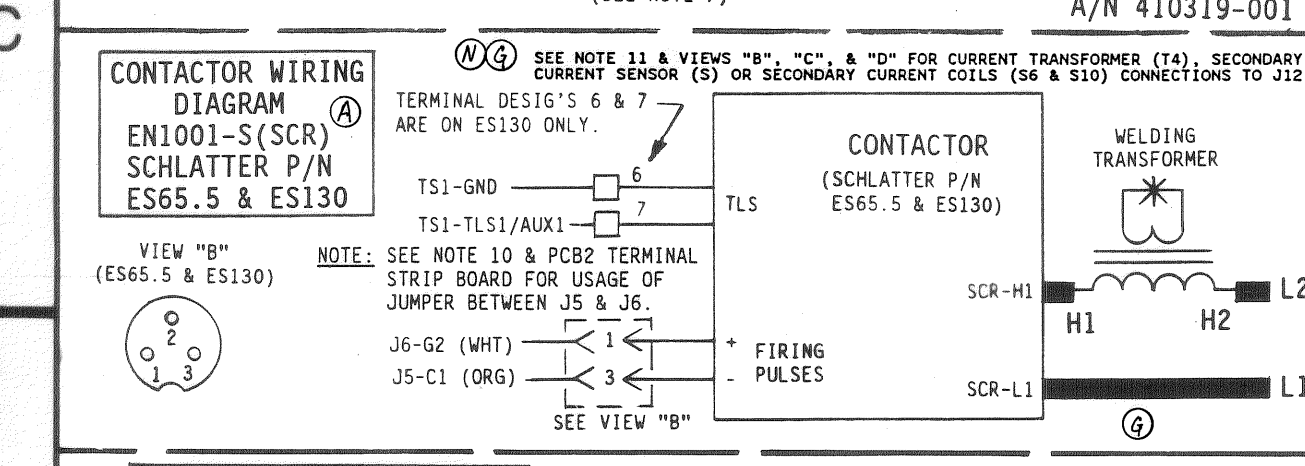 A/N 410319-001
C
N G SEE NOTE 11 & VIEWS "B", "C", & "D" FOR CURRENT TRANSFORMER (T4), SECONDARY
CURRENT SENSOR (S) OR SECONDARY CURRENT COILS (S6 & S10) CONNECTIONS TO J12
CONTACTOR WIRING
DIAGRAM
EN1001-S(SCR)
SCHLATTER P/N
ES65.5 & ES130
A
TERMINAL DESIG'S 6 & 7
ARE ON ES130 ONLY.
TS1-GND
6
TS1-TLS1/AUX1
7
TLS
CONTACTOR
(SCHLATTER P/N
ES65.5 & ES130)
WELDING
TRANSFORMER
VIEW "B"
(ES65.5 & ES130)
2
1 3
NOTE: SEE NOTE 10 & PCB2 TERMINAL
STRIP BOARD FOR USAGE OF
JUMPER BETWEEN J5 & J6.
J6-G2 (WHT)
1
+
J5-C1 (ORG)
3
-
FIRING
PULSES
SEE VIEW "B"
SCR-H1
H1
H2
L2
SCR-L1
L1
G